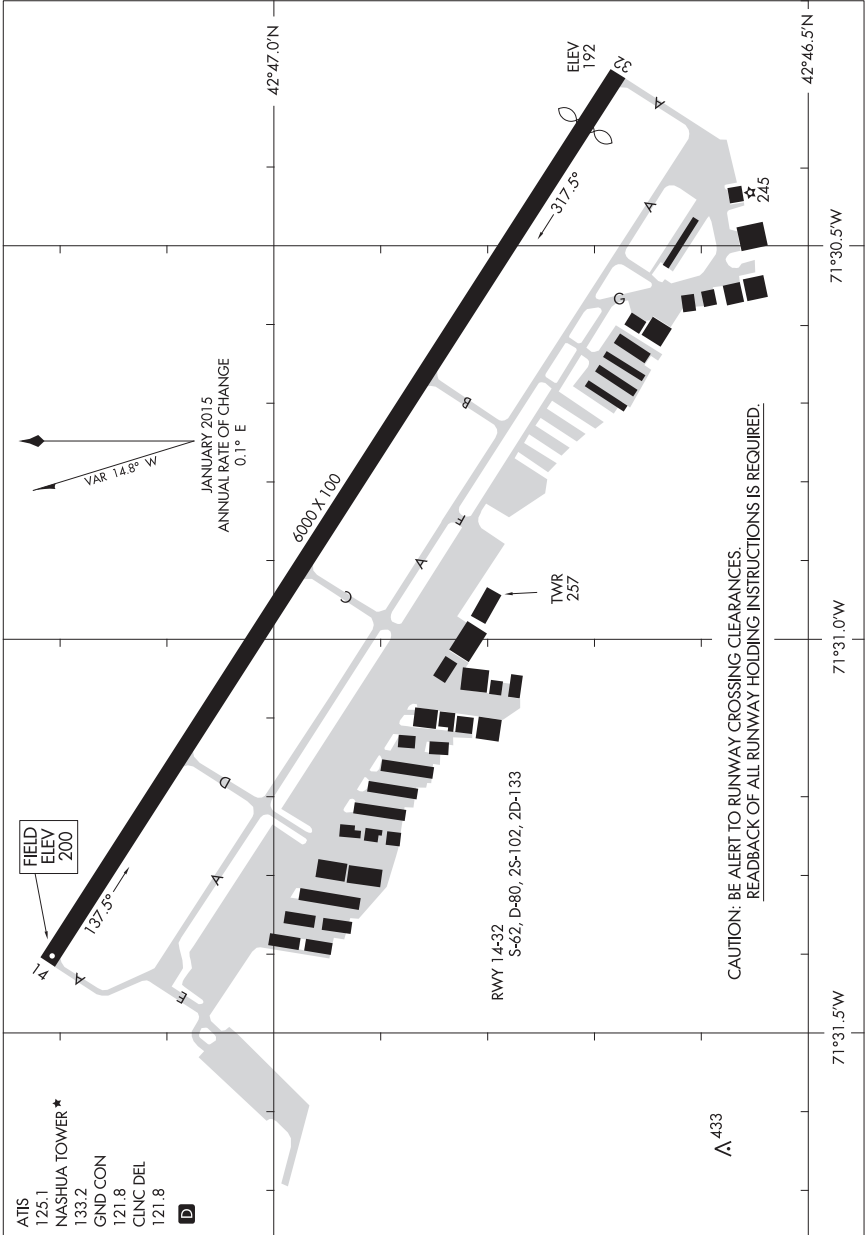 ATIS
125.1
NASHUA TOWER★
133.2
GND CON
121.8
CLNC DEL
121.8
D
FIELD
ELEV
200
14
137.5°
A
E
A
D
C
6000 X 100
A
F
B
VAR 14.8° W
JANUARY 2015
ANNUAL RATE OF CHANGE
0.1° E
317.5°
ELEV
192
32
A
A
G
245
TWR
257
RWY 14-32
S-62, D-80, 2S-102, 2D-133
433
CAUTION: BE ALERT TO RUNWAY CROSSING CLEARANCES.
READBACK OF ALL RUNWAY HOLDING INSTRUCTIONS IS REQUIRED.
42°47.0'N
42°46.5'N
71°30.5'W
71°31.0'W
71°31.5'W